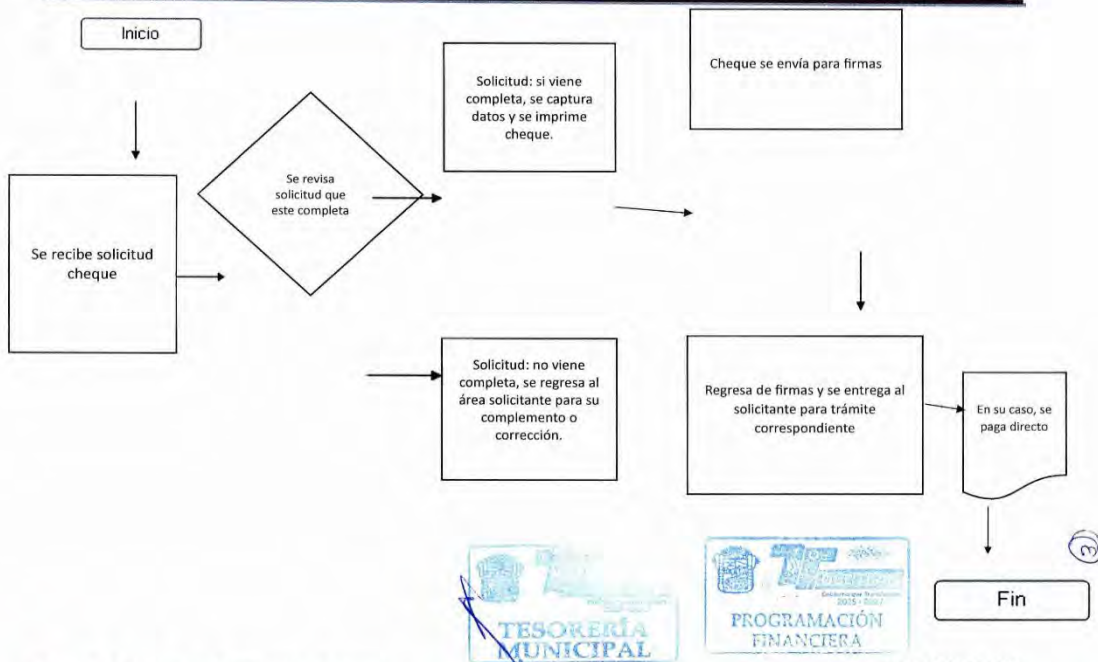 Inicio
Se recibe solicitud
cheque
Se revisa
solicitud que
este completa
Solicitud: si viene
completa, se captura
datos y se imprime
cheque.
Solicitud: no viene
completa, se regresa al
área solicitante para su
complemento o
corrección.
Cheque se envía para firmas
Regresa de firmas y se entrega al
solicitante para trámite
correspondiente
En su caso, se
paga directo
Fin
TESORERÍA
MUNICIPAL
PROGRAMACIÓN
FINANCIERA